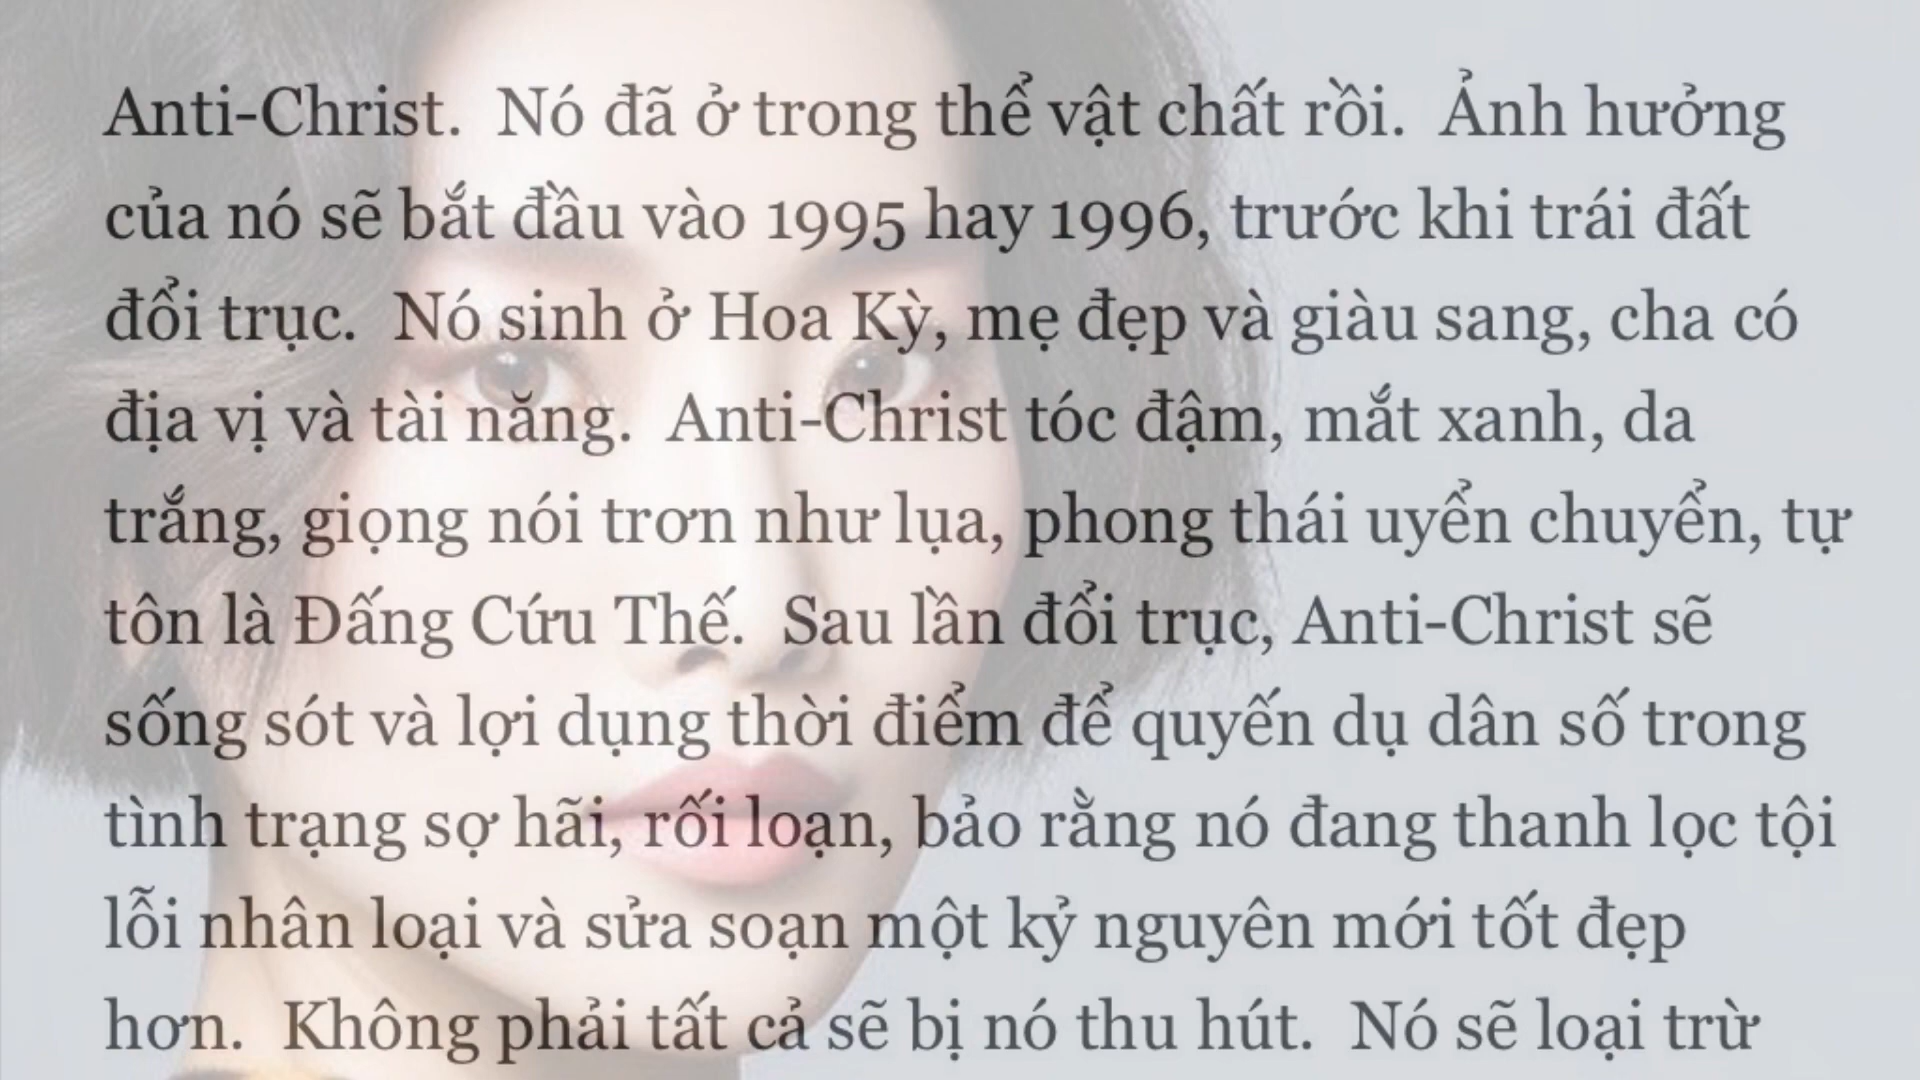 Anti-Christ. Nó đã ở trong thể vật chất rồi. Ảnh hưởng
của nó sẽ bắt đầu vào 1995 hay 1996, trước khi trái đất
đổi trục. Nó sinh ở Hoa Kỳ, mẹ đẹp và giàu sang, cha có
địa vị và tài năng. Anti-Christ tóc đậm, mắt xanh, da
trắng, giọng nói trơn như lụa, phong thái uyển chuyển, tự
tôn là Đấng Cứu Thế. Sau lần đổi trục, Anti-Christ sẽ
sống sót và lợi dụng thời điểm để quyến dụ dân số trong
tình trạng sợ hãi, rối loạn, bảo rằng nó đang thanh lọc tội
lỗi nhân loại và sửa soạn một kỷ nguyên mới tốt đẹp
hơn. Không phải tất cả sẽ bị nó thu hút. Nó sẽ loại trừ